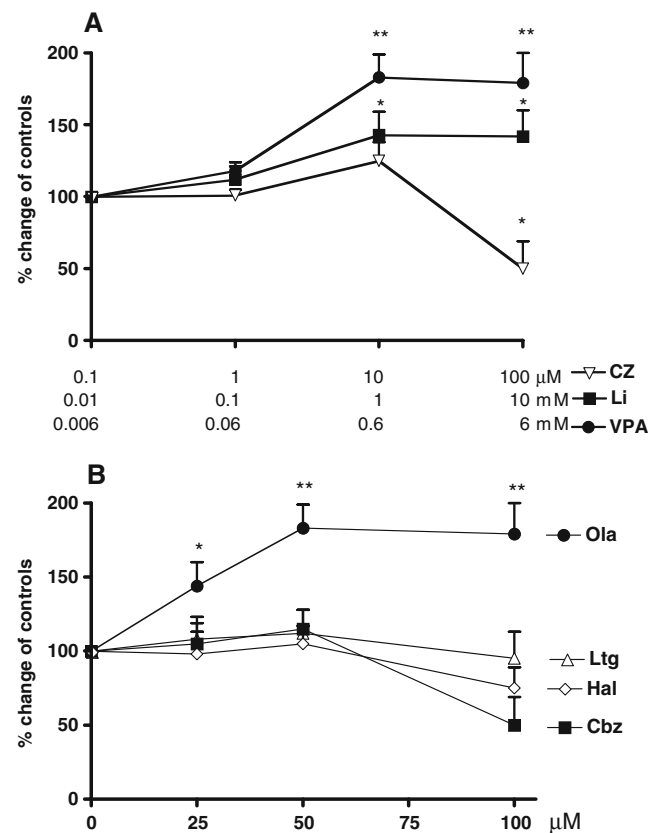 A
200
150
100
50
0
% change of controls
** **
* *
*
0.1 1 10 100 μM CZ
0.01 0.1 1 10 mM Li
0.006 0.06 0.6 6 mM VPA
B
200
150
100
50
0
% change of controls
* ** **
Ola
Ltg
Hal
Cbz
0 25 50 75 100 μM